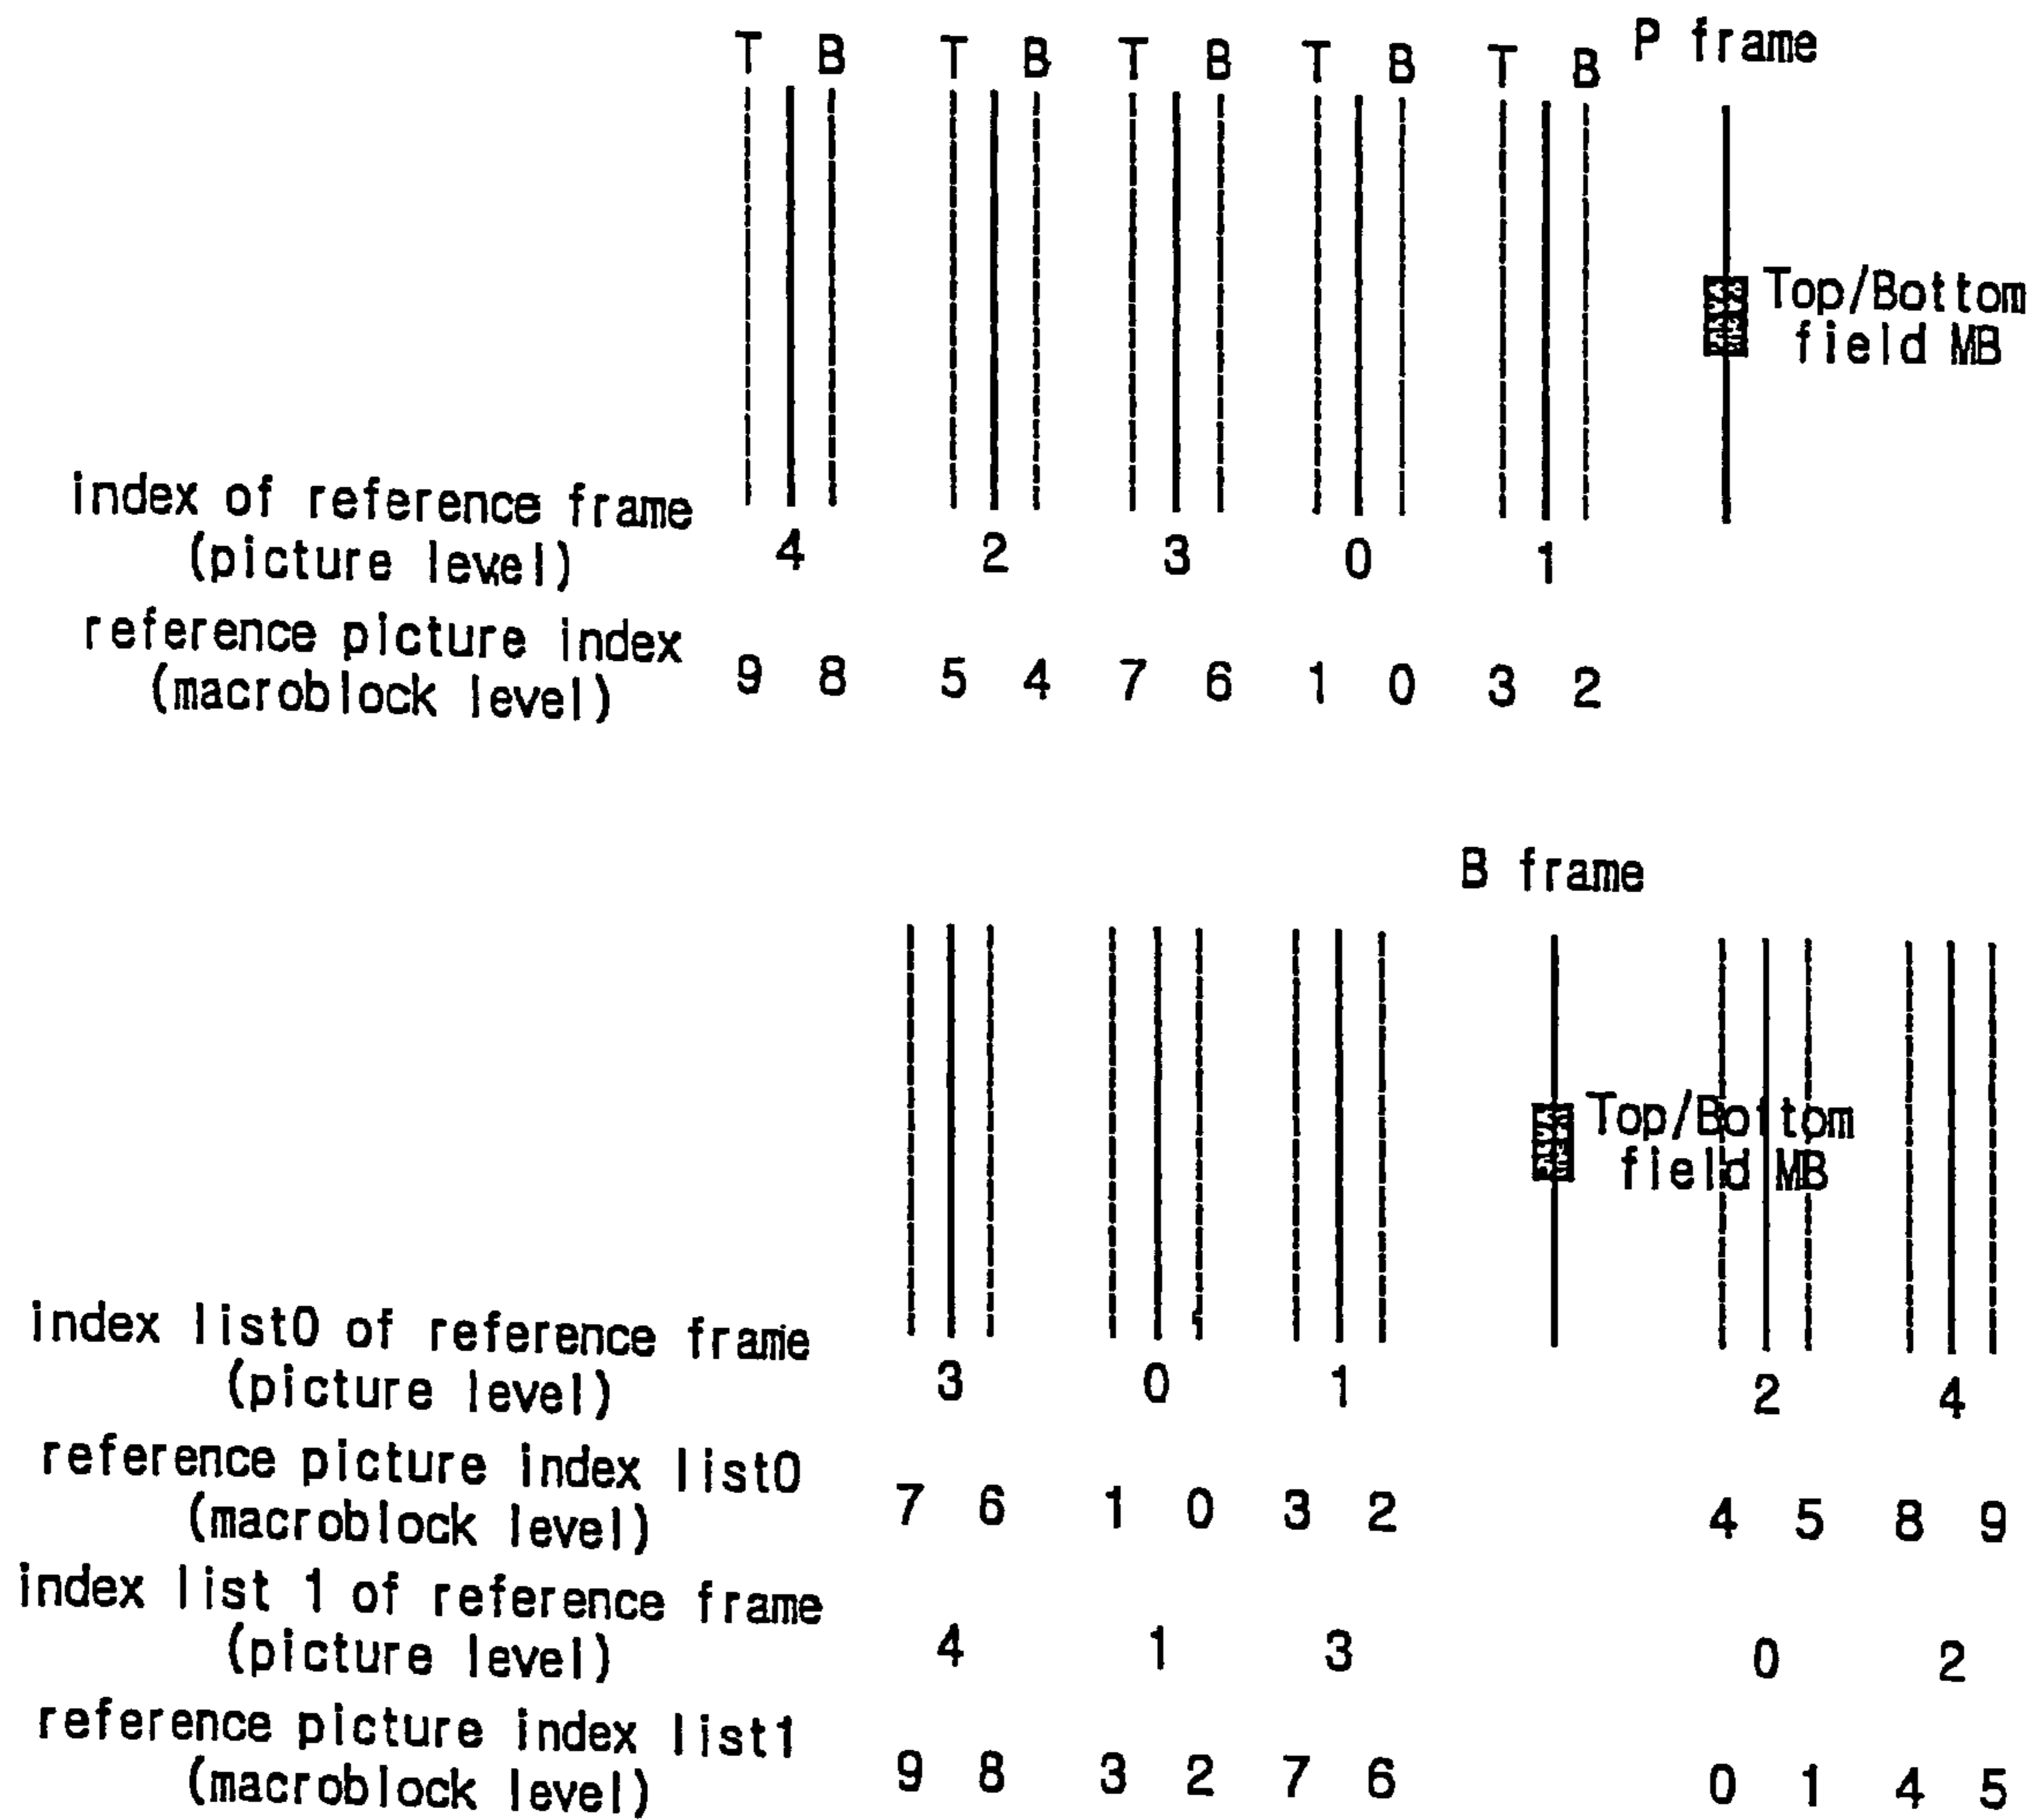 T B T B T B T B T B P frame
Top/Bottom
field MB
index of reference frame
(picture level) 4 2 3 0 1
reference picture index
(macroblock level) 9 8 5 4 7 6 1 0 3 2
B frame
Top/Bottom
field MB
index list0 of reference frame
(picture level) 3 0 1 2 4
reference picture index list0
(macroblock level) 7 6 1 0 3 2 4 5 8 9
index list 1 of reference frame
(picture level) 4 1 3 0 2
reference picture index list1
(macroblock level) 9 8 3 2 7 6 0 1 4 5